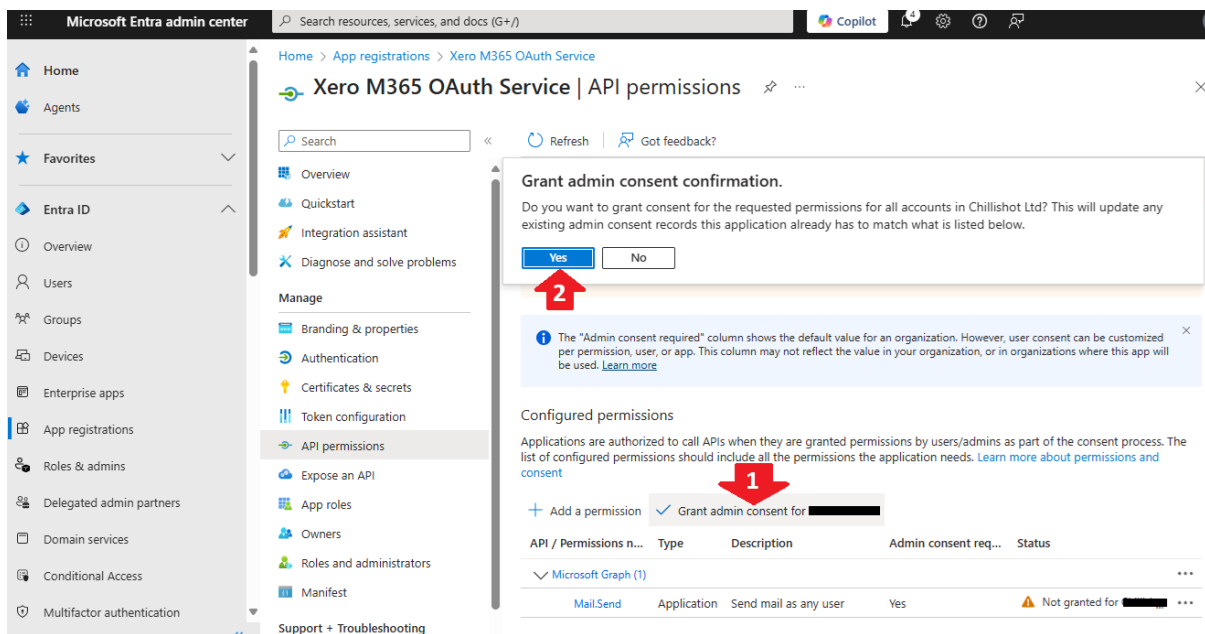 Microsoft Entra admin center
Search resources, services, and docs (G+/)
Copilot
4
Home
Agents
Favorites
Entra ID
Overview
Users
Groups
Devices
Enterprise apps
App registrations
Roles & admins
Delegated admin partners
Domain services
Conditional Access
Multifactor authentication
Home > App registrations > Xero M365 OAuth Service
Xero M365 OAuth Service | API permissions
Search
Overview
Quickstart
Integration assistant
Diagnose and solve problems
Manage
Branding & properties
Authentication
Certificates & secrets
Token configuration
API permissions
Expose an API
App roles
Owners
Roles and administrators
Manifest
Support + Troubleshooting
Refresh
Got feedback?
Grant admin consent confirmation.
Do you want to grant consent for the requested permissions for all accounts in Chillishot Ltd? This will update any
existing admin consent records this application already has to match what is listed below.
Yes
No
2
The "Admin consent required" column shows the default value for an organization. However, user consent can be customized
per permission, user, or app. This column may not reflect the value in your organization, or in organizations where this app will
be used. Learn more
Configured permissions
Applications are authorized to call APIs when they are granted permissions by users/admins as part of the consent process. The
list of configured permissions should include all the permissions the application needs. Learn more about permissions and
consent
1
Add a permission
Grant admin consent for
API / Permissions n... Type Description Admin consent req... Status
Microsoft Graph (1)
Mail.Send Application Send mail as any user Yes Not granted for